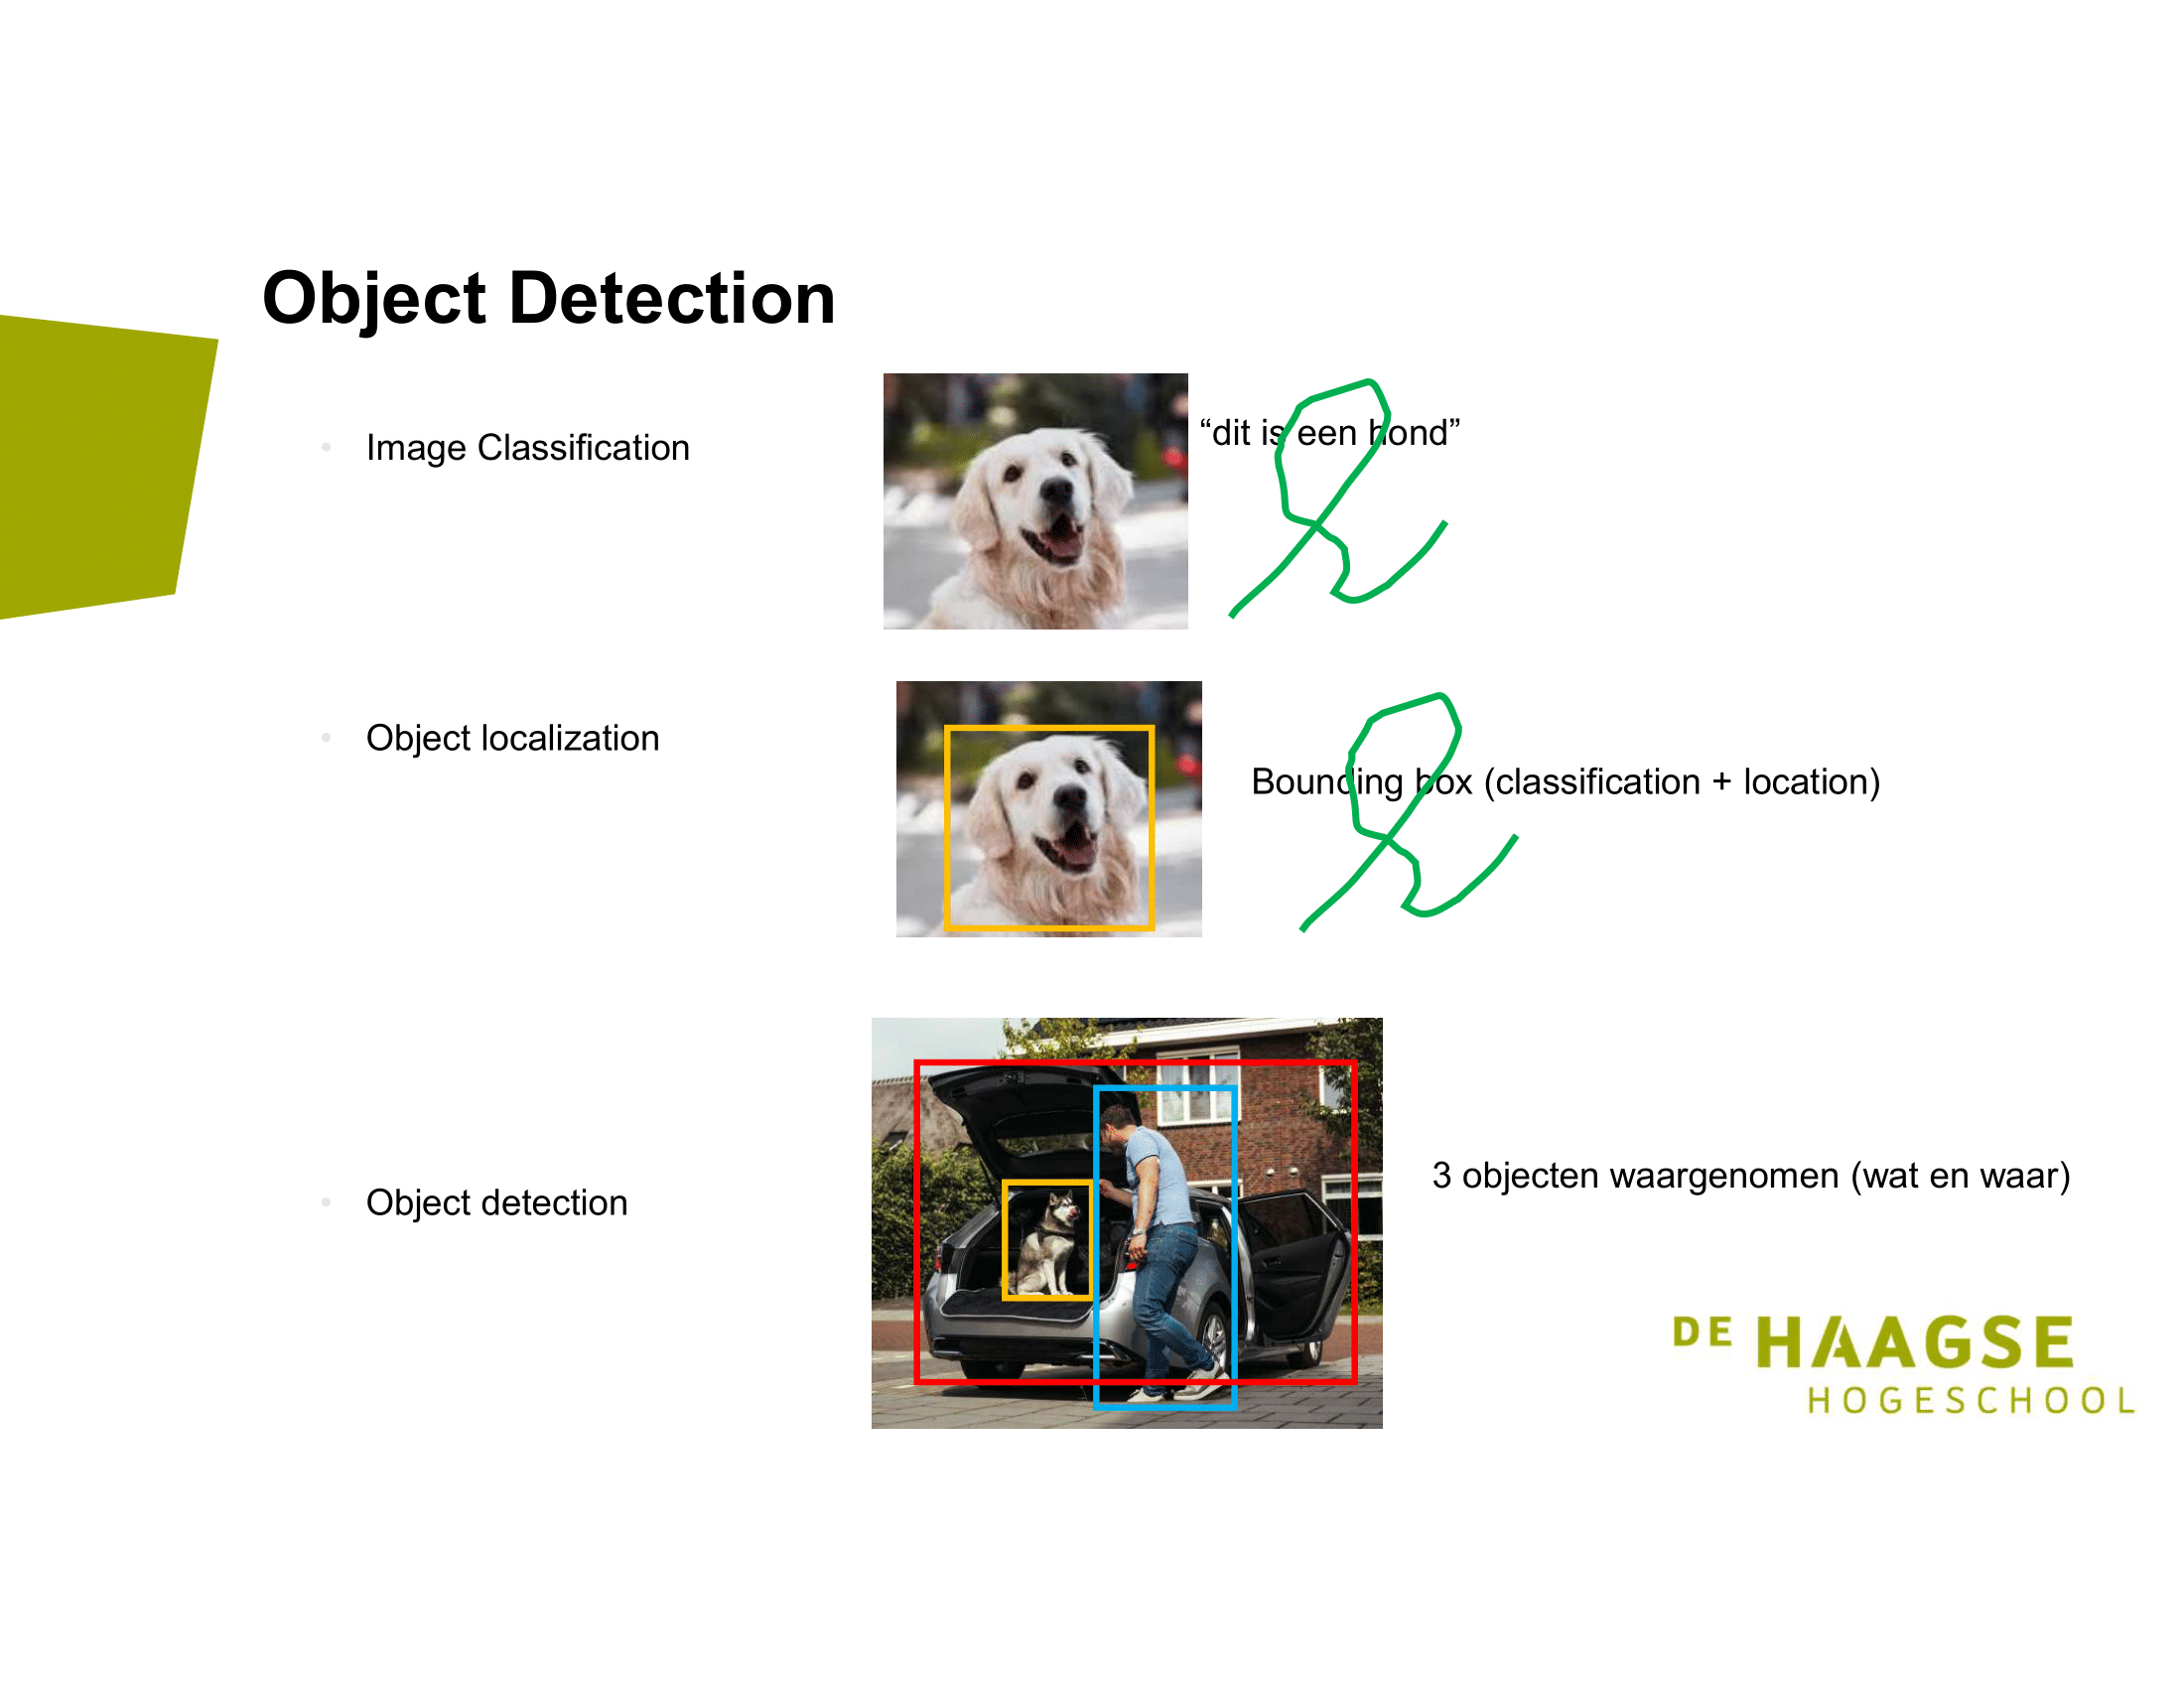 Object Detection
Image Classification
“dit is een hond”
Object localization
Bounding box (classification + location)
Object detection
3 objecten waargenomen (wat en waar)
DE HAAGSE
HOGESCHOOL